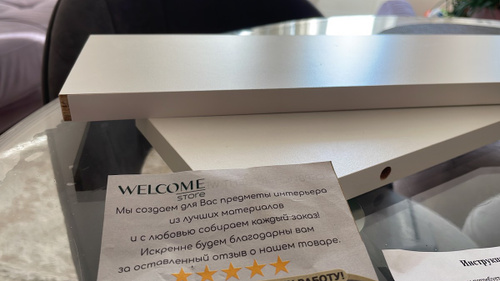 WELCOME
store
Мы создаем для Вас предметы интерьера
из лучших материалов
и с любовью собираем каждый заказ!
Искренне будем благодарны вам
за оставленный отзыв о нашем товаре.
РАБОТУ!